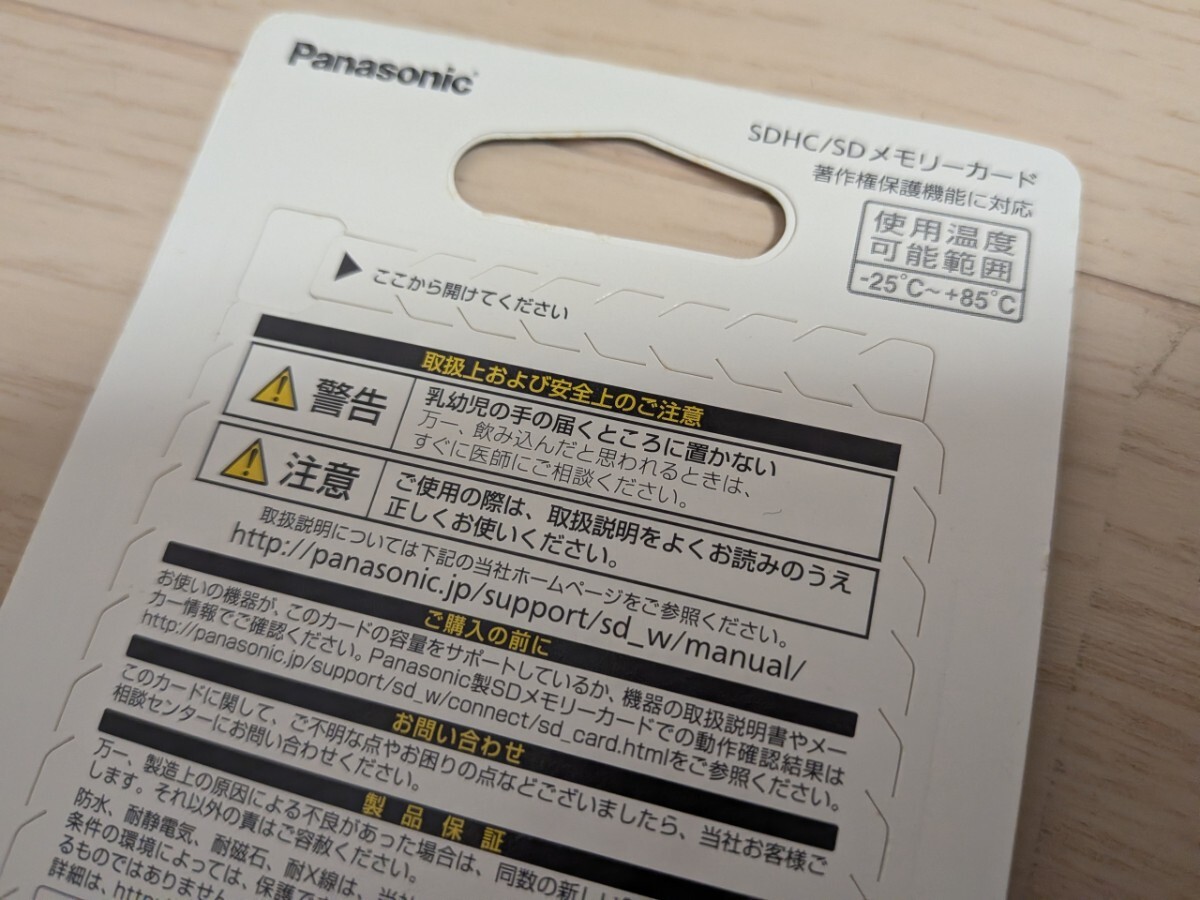 Panasonic
SDHC/SDメモリーカード
著作権保護機能に対応
使用温度
可能範囲
-25℃～+85℃
ここから開けてください
取扱上および安全上のご注意
警告
乳幼児の手の届くところに置かない
万一、飲み込んだと思われるときは、
すぐに医師にご相談ください。
注意
ご使用の際は、取扱説明をよくお読みのうえ
正しくお使いください。
取扱説明については下記の当社ホームページをご参照ください。
http://panasonic.jp/support/sd_w/manual/
ご購入の前に
お使いの機器が、このカードの容量をサポートしているか、機器の取扱説明書やメー
カー情報でご確認ください。Panasonic製SDメモリーカードでの動作確認結果は
http://panasonic.jp/support/sd_w/connect/sd_card.htmlをご参照ください。
お問い合わせ
このカードに関して、ご不明な点やお困りの点などございましたら、当社お客様ご
相談センターにお問い合わせください。
製品保証
万一、製造上の原因による不良があった場合は、同数の新しい
します。それ以外の責はご容赦ください。
防水、耐静電気、耐磁石、耐X線は、当社
条件の環境によっては、保護で
るものではありません
詳細は、http: